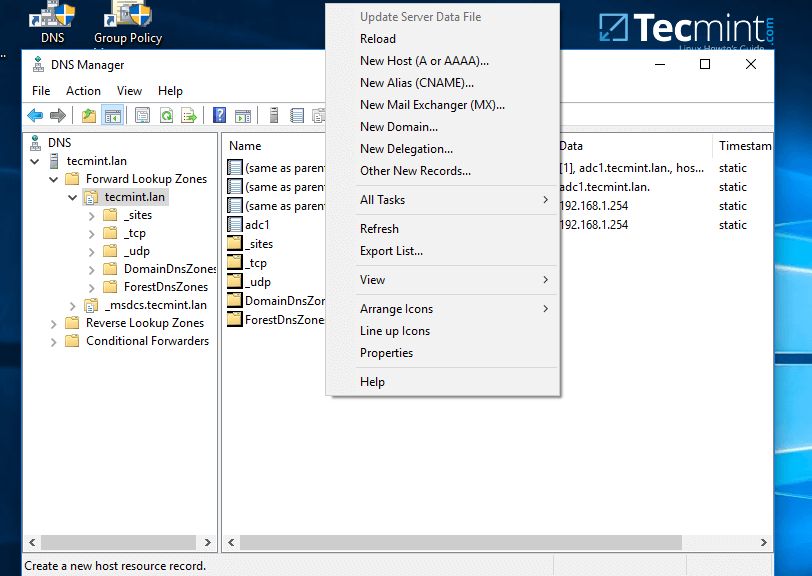 DNS
Group Policy
Tecmint.com
Linux Howto's Guide
DNS Manager
File Action View Help
DNS
tecmint.lan
Forward Lookup Zones
tecmint.lan
_sites
_tcp
_udp
DomainDnsZones
ForestDnsZones
_msdcs.tecmint.lan
Reverse Lookup Zones
Conditional Forwarders
Name Data Timestam
(same as parent [1], adc1.tecmint.lan., hos... static
(same as parent adc1.tecmint.lan. static
(same as parent 192.168.1.254 static
adc1 192.168.1.254 static
_sites
_tcp
_udp
DomainDnsZon
ForestDnsZones
Update Server Data File
Reload
New Host (A or AAAA)...
New Alias (CNAME)...
New Mail Exchanger (MX)...
New Domain...
New Delegation...
Other New Records...
All Tasks
Refresh
Export List...
View
Arrange Icons
Line up Icons
Properties
Help
Create a new host resource record.